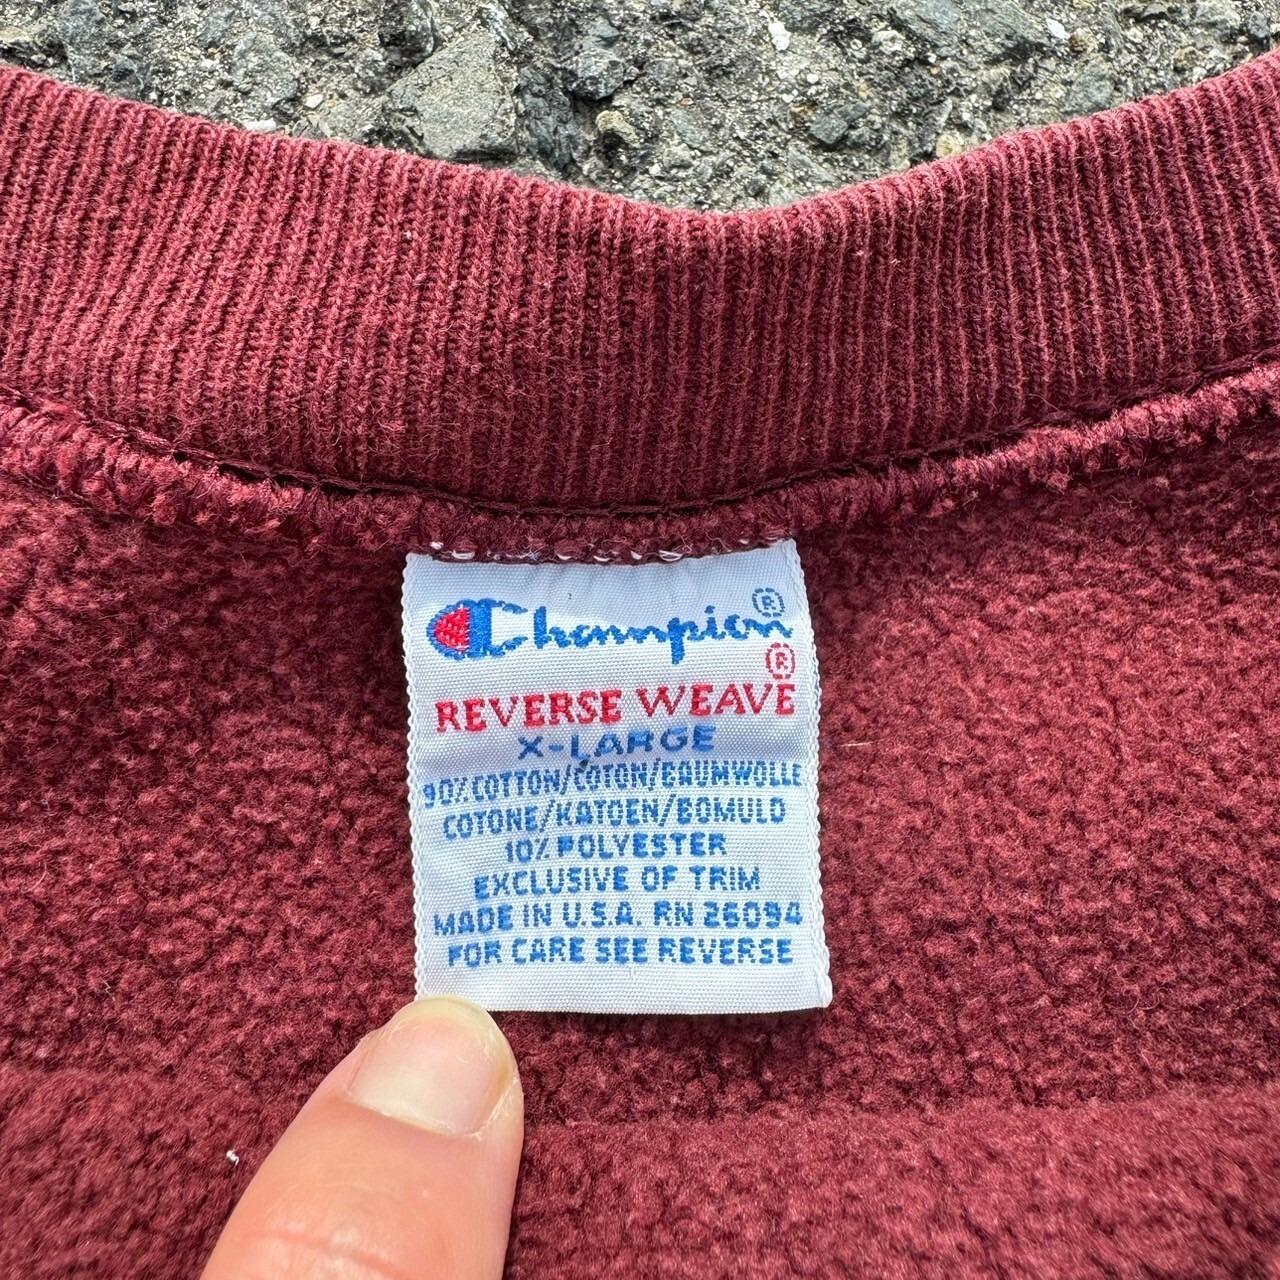 Champion®
REVERSE WEAVE®
X-LARGE
90% COTTON/COTON/BAUMWOLLE
COTONE/KATOEN/BOMULD
10% POLYESTER
EXCLUSIVE OF TRIM
MADE IN U.S.A. RN 26094
FOR CARE SEE REVERSE